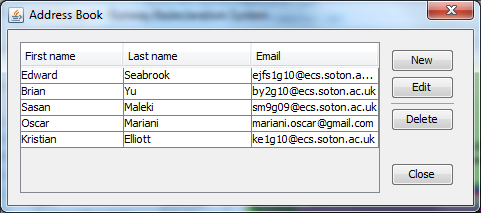 Address Book
First name Last name Email
Edward Seabrook ejfs1g10@ecs.soton.a...
Brian Yu by2g10@ecs.soton.ac.uk
Sasan Maleki sm9g09@ecs.soton.ac.uk
Oscar Mariani mariani.oscar@gmail.com
Kristian Elliott ke1g10@ecs.soton.ac.uk
New
Edit
Delete
Close